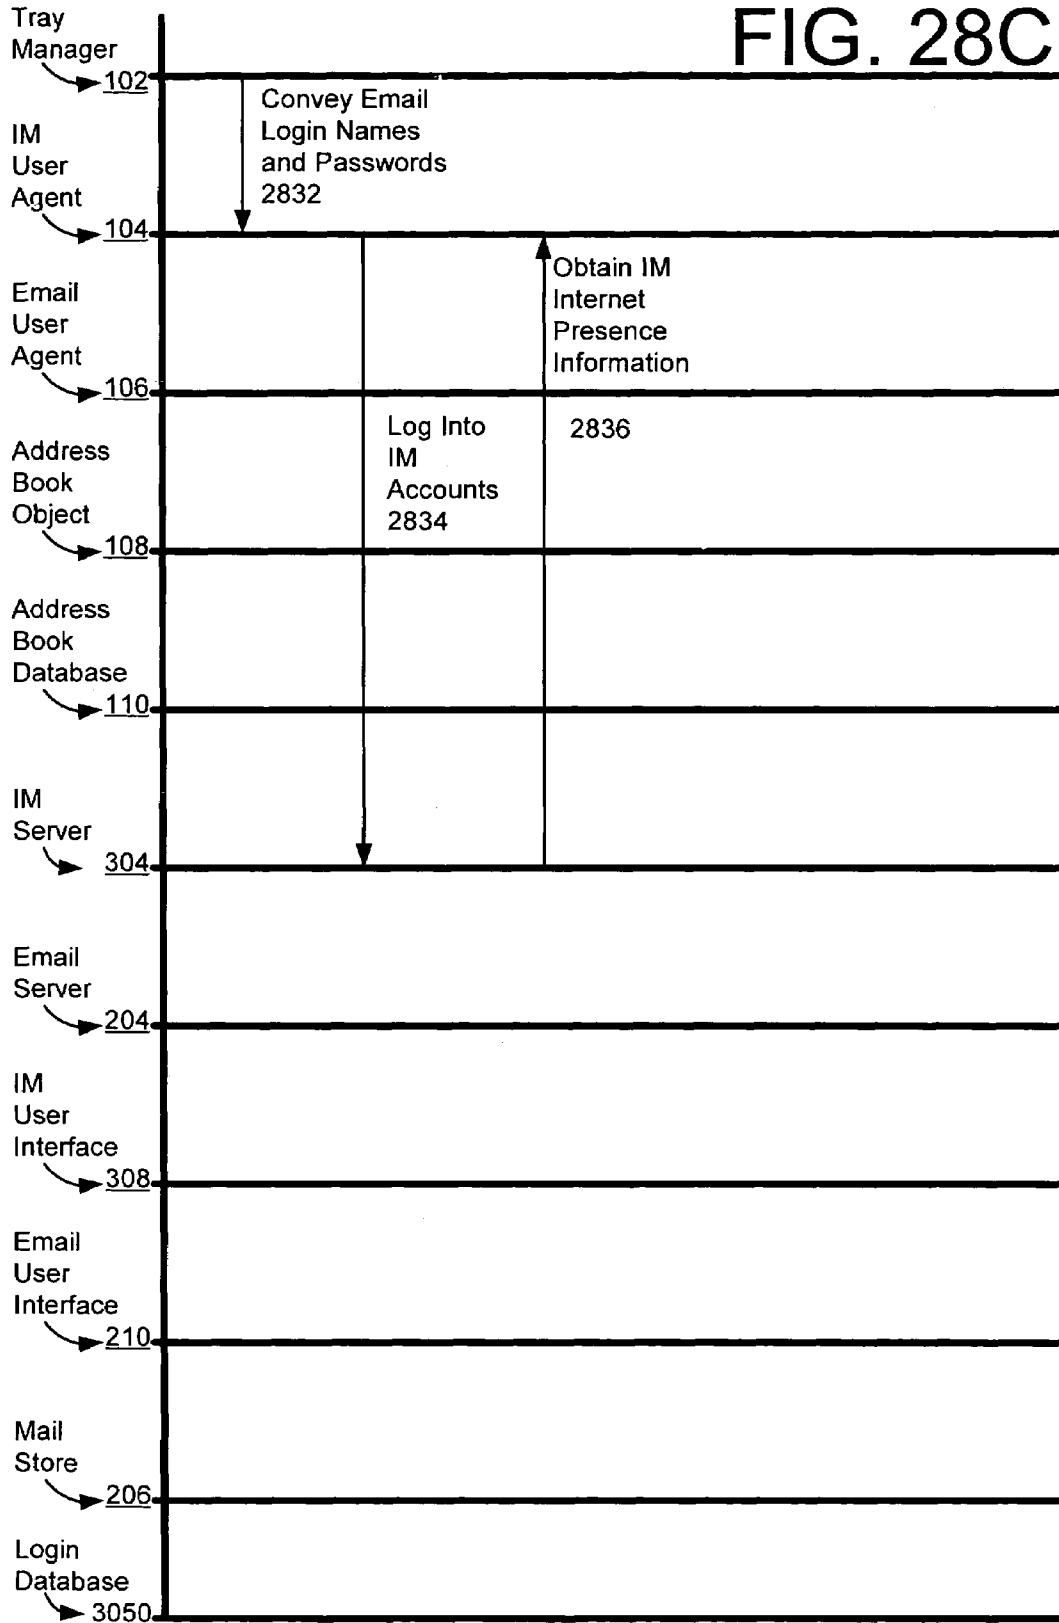 FIG. 28C
Tray
Manager
102
Convey Email
Login Names
and Passwords
2832
IM
User
Agent
104
Obtain IM
Internet
Presence
Information
2836
Email
User
Agent
106
Log Into
IM
Accounts
2834
Address
Book
Object
108
Address
Book
Database
110
IM
Server
304
Email
Server
204
IM
User
Interface
308
Email
User
Interface
210
Mail
Store
206
Login
Database
3050